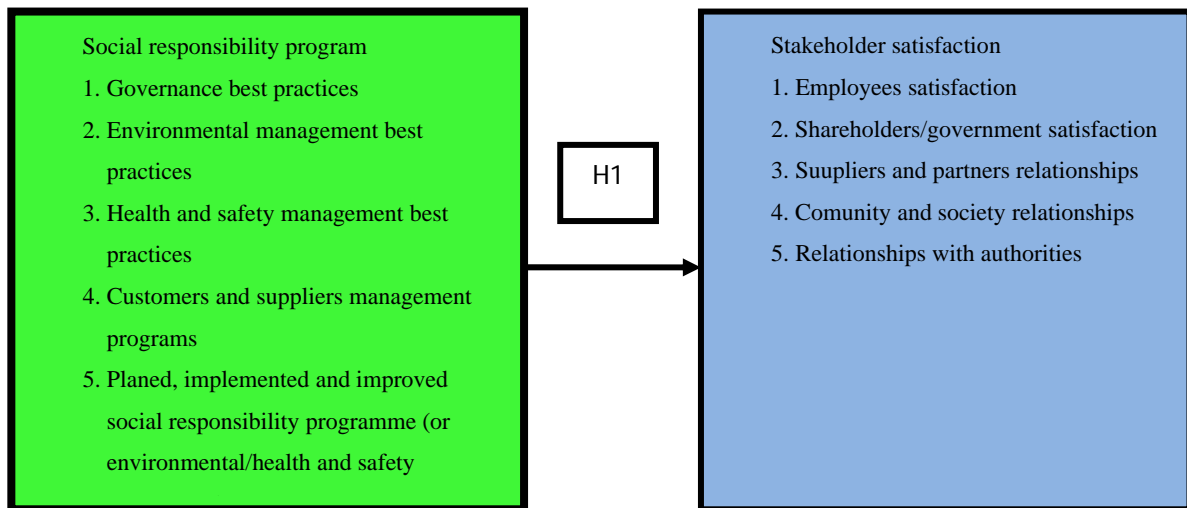 Social responsibility program
1. Governance best practices
2. Environmental management best
practices
3. Health and safety management best
practices
4. Customers and suppliers management
programs
5. Planed, implemented and improved
social responsibility programme (or
environmental/health and safety
H1
Stakeholder satisfaction
1. Employees satisfaction
2. Shareholders/government satisfaction
3. Suupliers and partners relationships
4. Comunity and society relationships
5. Relationships with authorities